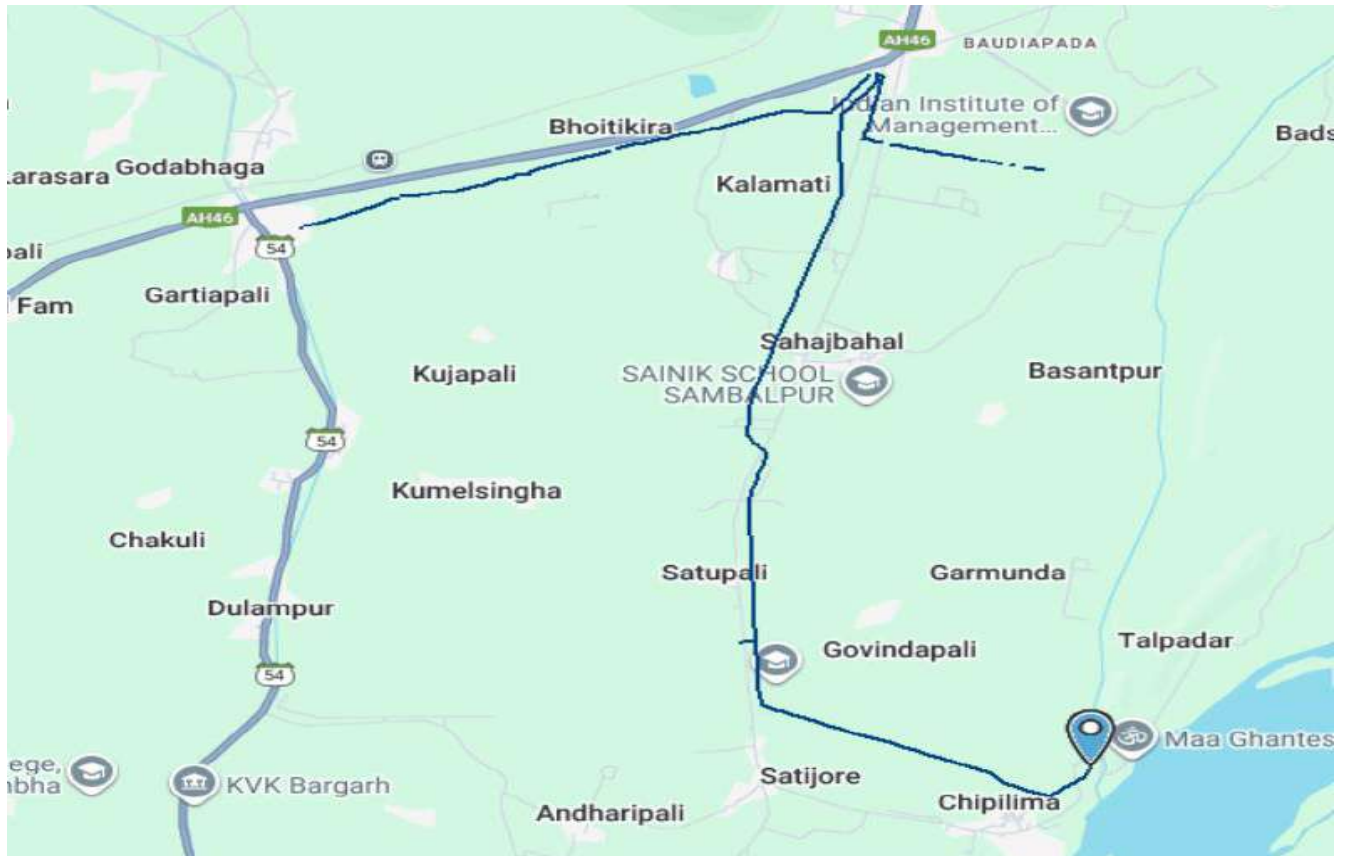 AH46
BAUDIAPADA
Indian Institute of
Management...
Bhoitikira
Bads
Godabhaga
arasara
Kalamati
AH46
54
pali
Gartiapali
Fam
Sahajbahal
Kujapali
SAINIK SCHOOL
SAMBALPUR
Basantpur
54
Kumelsingha
Chakuli
Satupali
Garmunda
Dulampur
Govindapali
Talpadar
54
Maa Ghantes
ege,
nbha
KVK Bargarh
Satijore
Chipilima
Andharipali